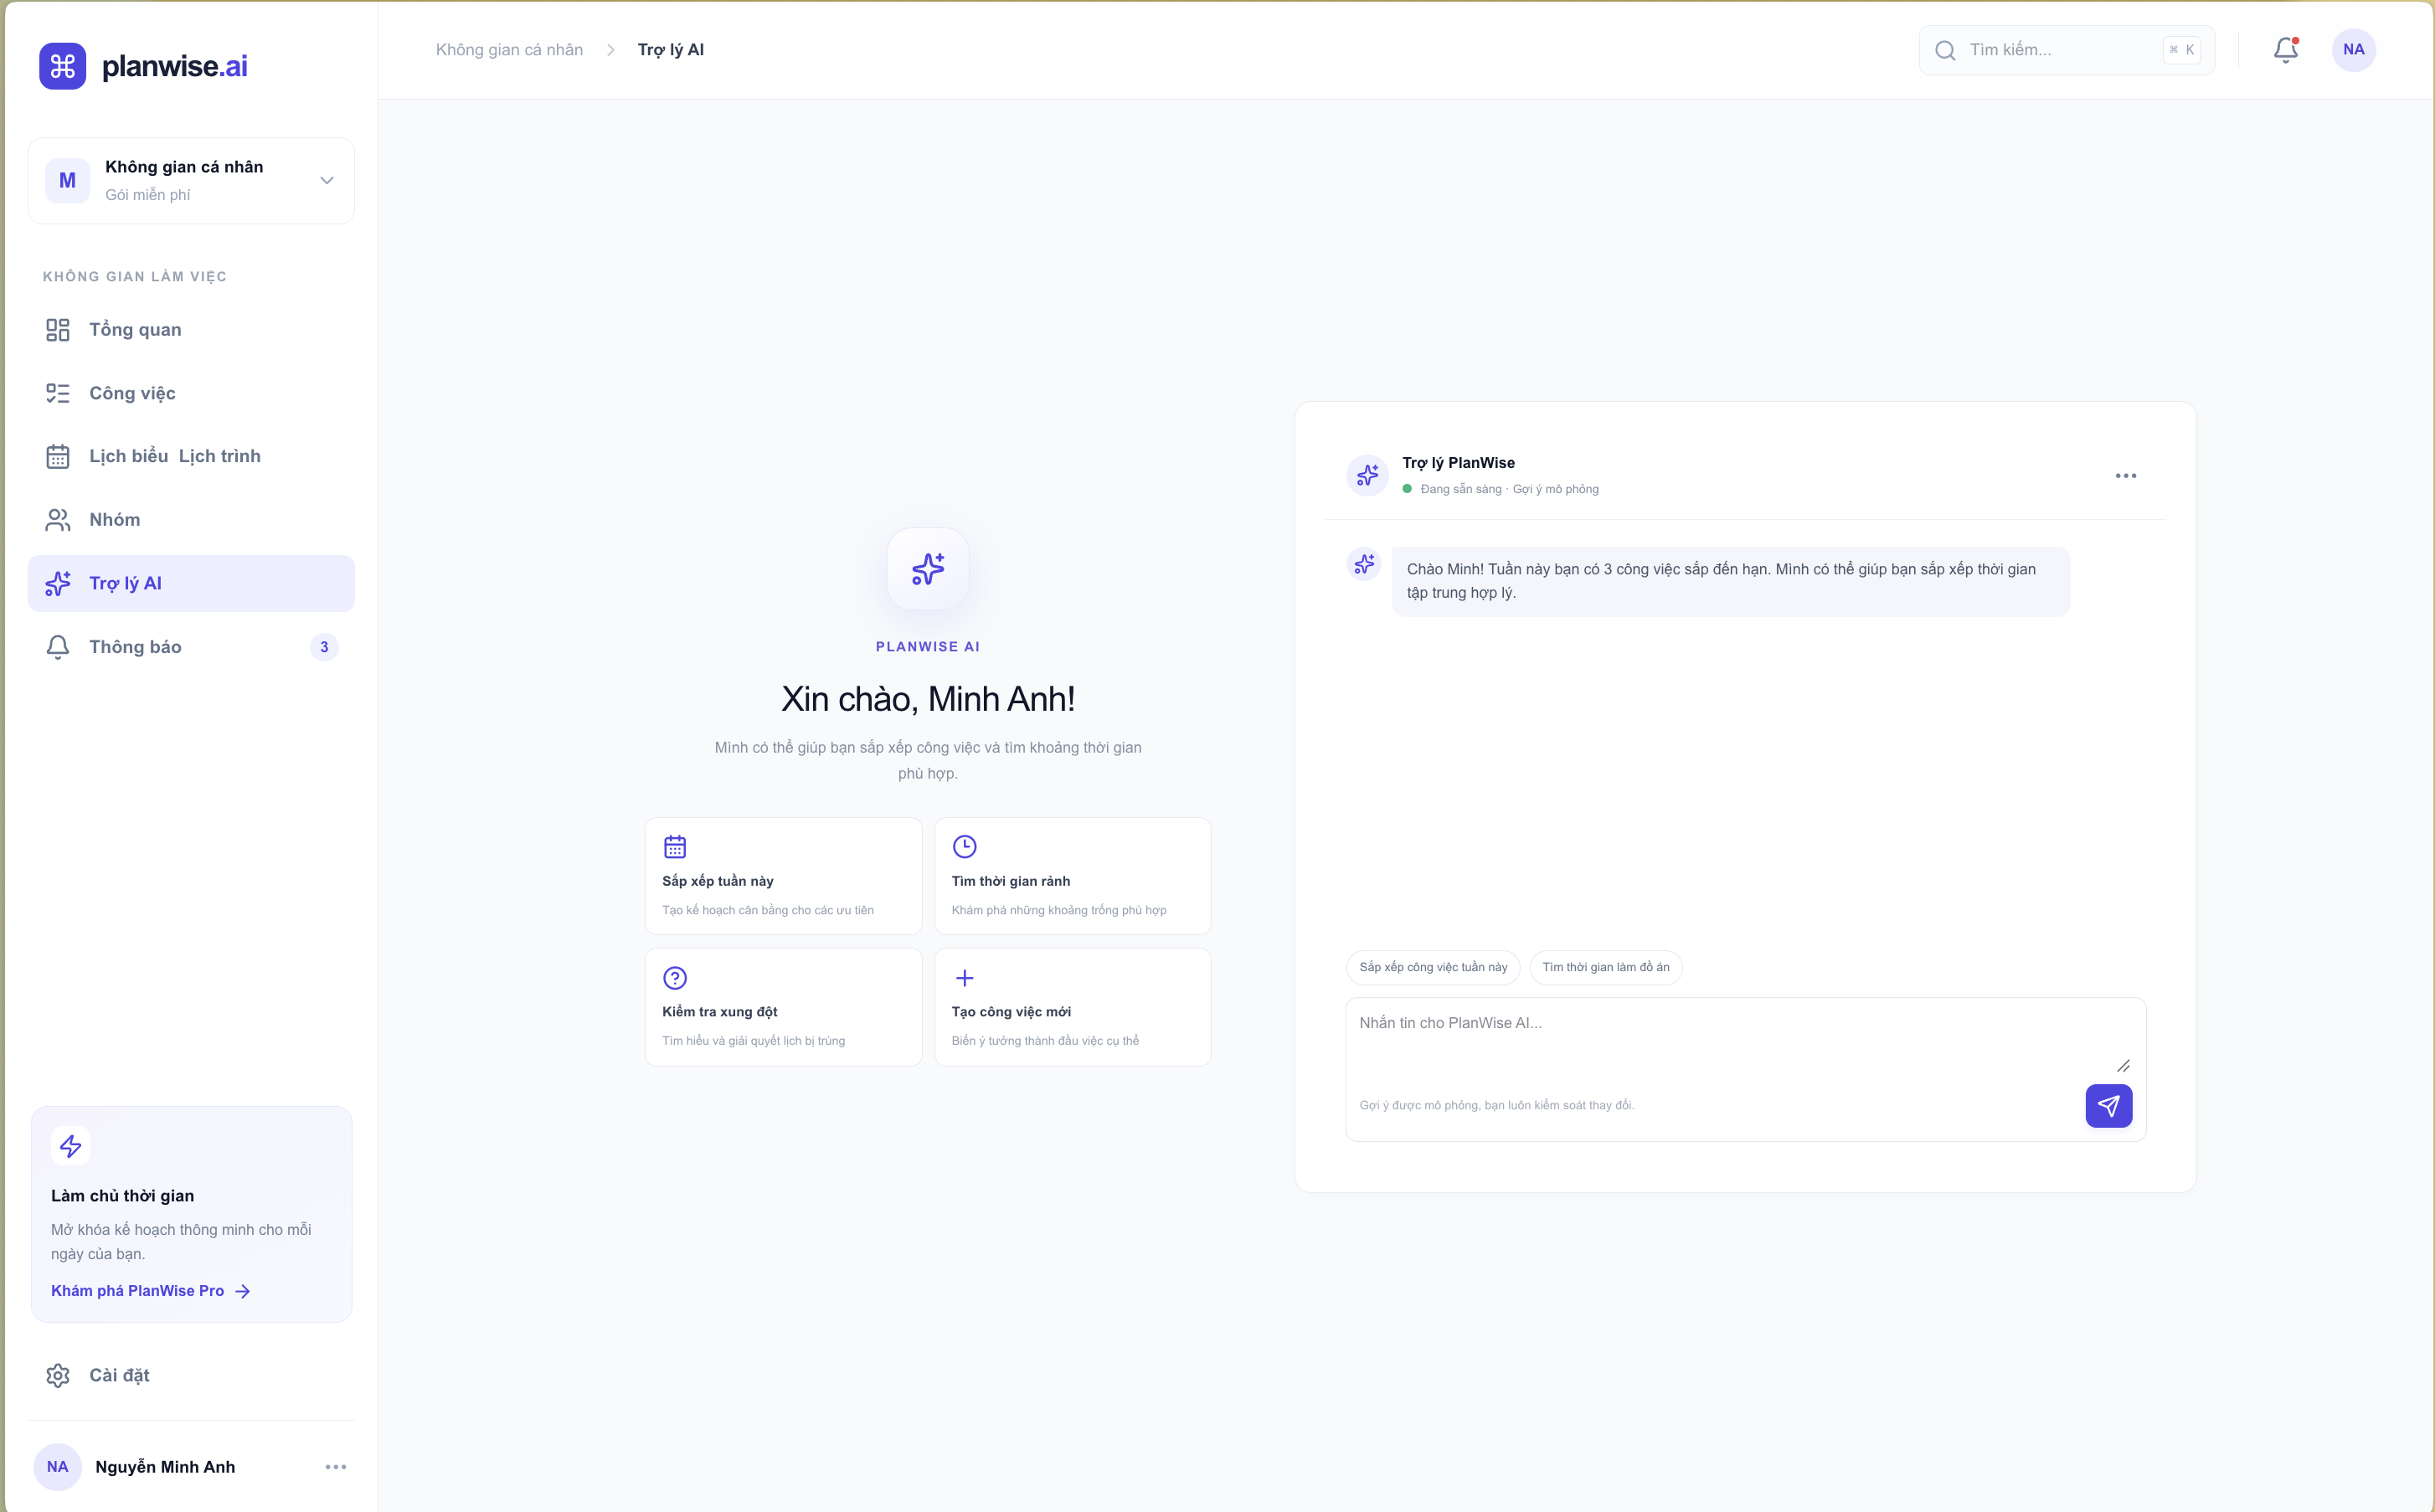 planwise.ai
Không gian cá nhân
Trợ lý AI
Tìm kiếm...
⌘ K
NA
M
Không gian cá nhân
Gói miễn phí
KHÔNG GIAN LÀM VIỆC
Tổng quan
Công việc
Lịch biểu Lịch trình
Nhóm
Trợ lý AI
Thông báo
3
Làm chủ thời gian
Mở khóa kế hoạch thông minh cho mỗi
ngày của bạn.
Khám phá PlanWise Pro
Cài đặt
NA
Nguyễn Minh Anh
PLANWISE AI
Xin chào, Minh Anh!
Mình có thể giúp bạn sắp xếp công việc và tìm khoảng thời gian
phù hợp.
Sắp xếp tuần này
Tạo kế hoạch cân bằng cho các ưu tiên
Tìm thời gian rảnh
Khám phá những khoảng trống phù hợp
Kiểm tra xung đột
Tìm hiểu và giải quyết lịch bị trùng
Tạo công việc mới
Biến ý tưởng thành đầu việc cụ thể
Trợ lý PlanWise
Đang sẵn sàng · Gợi ý mô phỏng
Chào Minh! Tuần này bạn có 3 công việc sắp đến hạn. Mình có thể giúp bạn sắp xếp thời gian
tập trung hợp lý.
Sắp xếp công việc tuần này
Tìm thời gian làm đồ án
Nhắn tin cho PlanWise AI...
Gợi ý được mô phỏng, bạn luôn kiểm soát thay đổi.